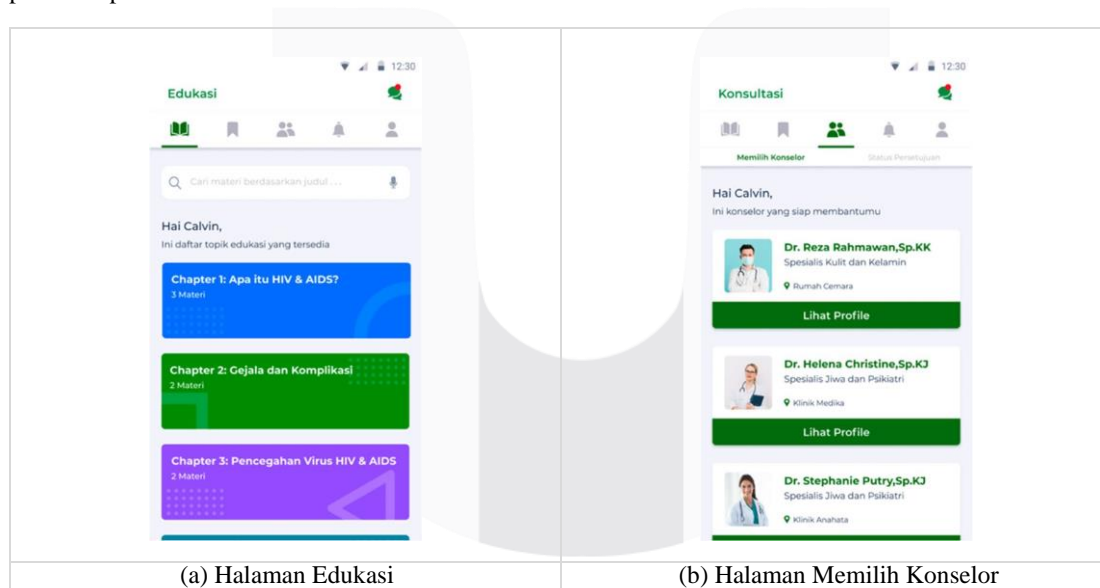 12:30
Edukasi
Cari materi berdasarkan judul . . .
Hai Calvin,
Ini daftar topik edukasi yang tersedia
Chapter 1: Apa itu HIV & AIDS?
3 Materi
Chapter 2: Gejala dan Komplikasi
2 Materi
Chapter 3: Pencegahan Virus HIV & AIDS
2 Materi
(a) Halaman Edukasi
12:30
Konsultasi
Memilih Konselor
Status Persetujuan
Hai Calvin,
Ini konselor yang siap membantumu
Dr. Reza Rahmawan,Sp.KK
Spesialis Kulit dan Kelamin
Rumah Cemara
Lihat Profile
Dr. Helena Christine,Sp.KJ
Spesialis Jiwa dan Psikiatri
Klinik Medika
Lihat Profile
Dr. Stephanie Putry,Sp.KJ
Spesialis Jiwa dan Psikiatri
Klinik Anahata
(b) Halaman Memilih Konselor